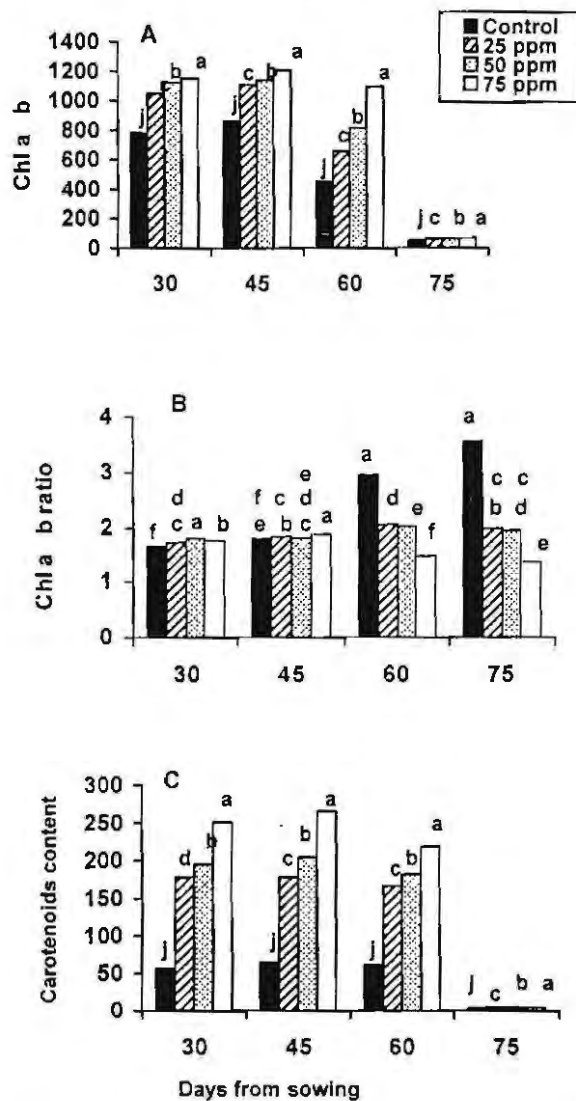 Control
25 ppm
50 ppm
75 ppm
A
Chl a b
1400
1200
1000
800
600
400
200
0
j b a
j c b a
j c b a
j c b a
30 45 60 75
B
Chl a b ratio
4
3
2
1
0
f d c a b
f e c b e d c a
a d e f
a c b c d e
30 45 60 75
C
Carotenoids content
300
250
200
150
100
50
0
j d b a
j c b a
j c b a
j c b a
30 45 60 75
Days from sowing